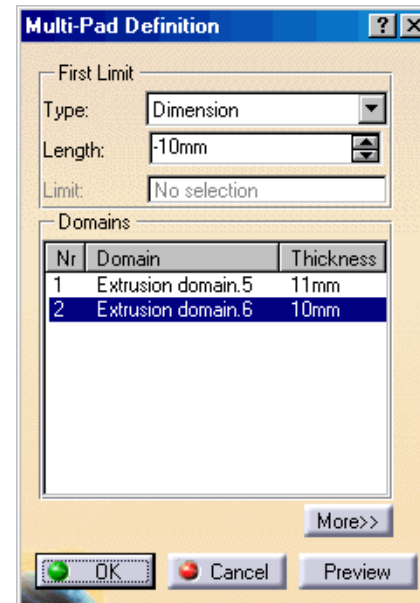 Multi-Pad Definition ? X
First Limit
Type: Dimension
Length: -10mm
Limit: No selection
Domains
Nr Domain Thickness
1 Extrusion domain.5 11mm
2 Extrusion domain.6 10mm
More>>
OK Cancel Preview